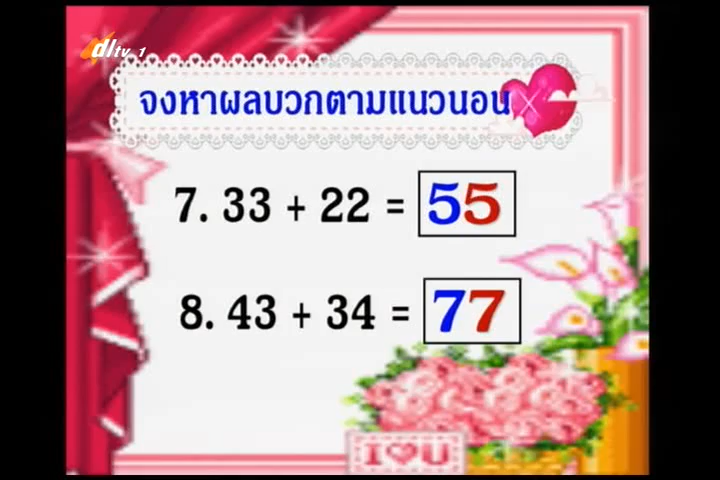 dltv 1
จงหาผลบวกตามแนวนอน
7. 33 + 22 = 55
8. 43 + 34 = 77
I ♥ U